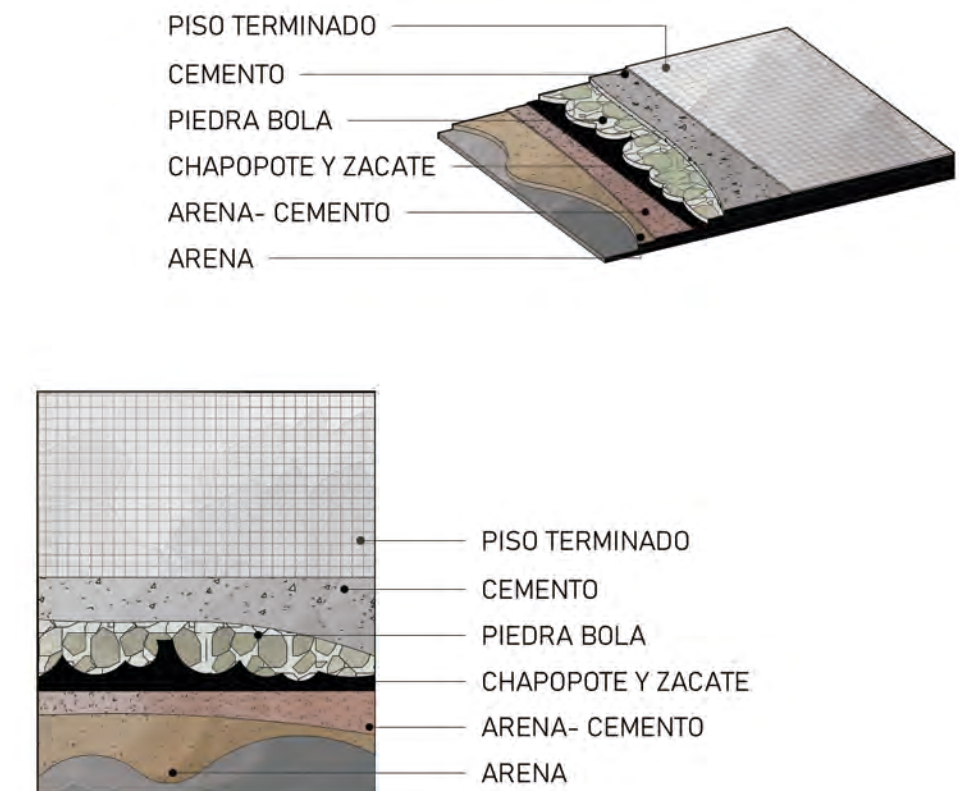 PISO TERMINADO
CEMENTO
PIEDRA BOLA
CHAPOPOTE Y ZACATE
ARENA- CEMENTO
ARENA
PISO TERMINADO
CEMENTO
PIEDRA BOLA
CHAPOPOTE Y ZACATE
ARENA- CEMENTO
ARENA